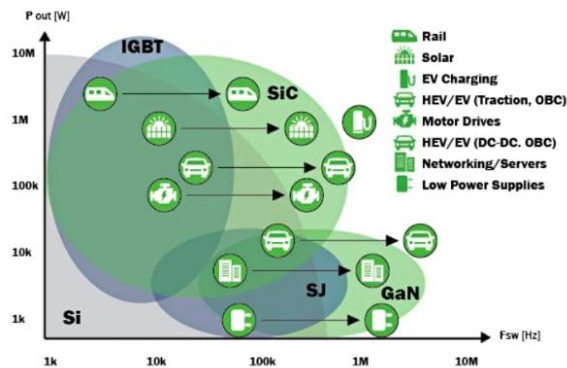 P out [W]
10M
1M
100k
10k
1k
IGBT
SiC
Si
SJ
GaN
Fsw [Hz]
1k
10k
100k
1M
10M
Rail
Solar
EV Charging
HEV/EV (Traction, OBC)
Motor Drives
HEV/EV (DC-DC. OBC)
Networking/Servers
Low Power Supplies